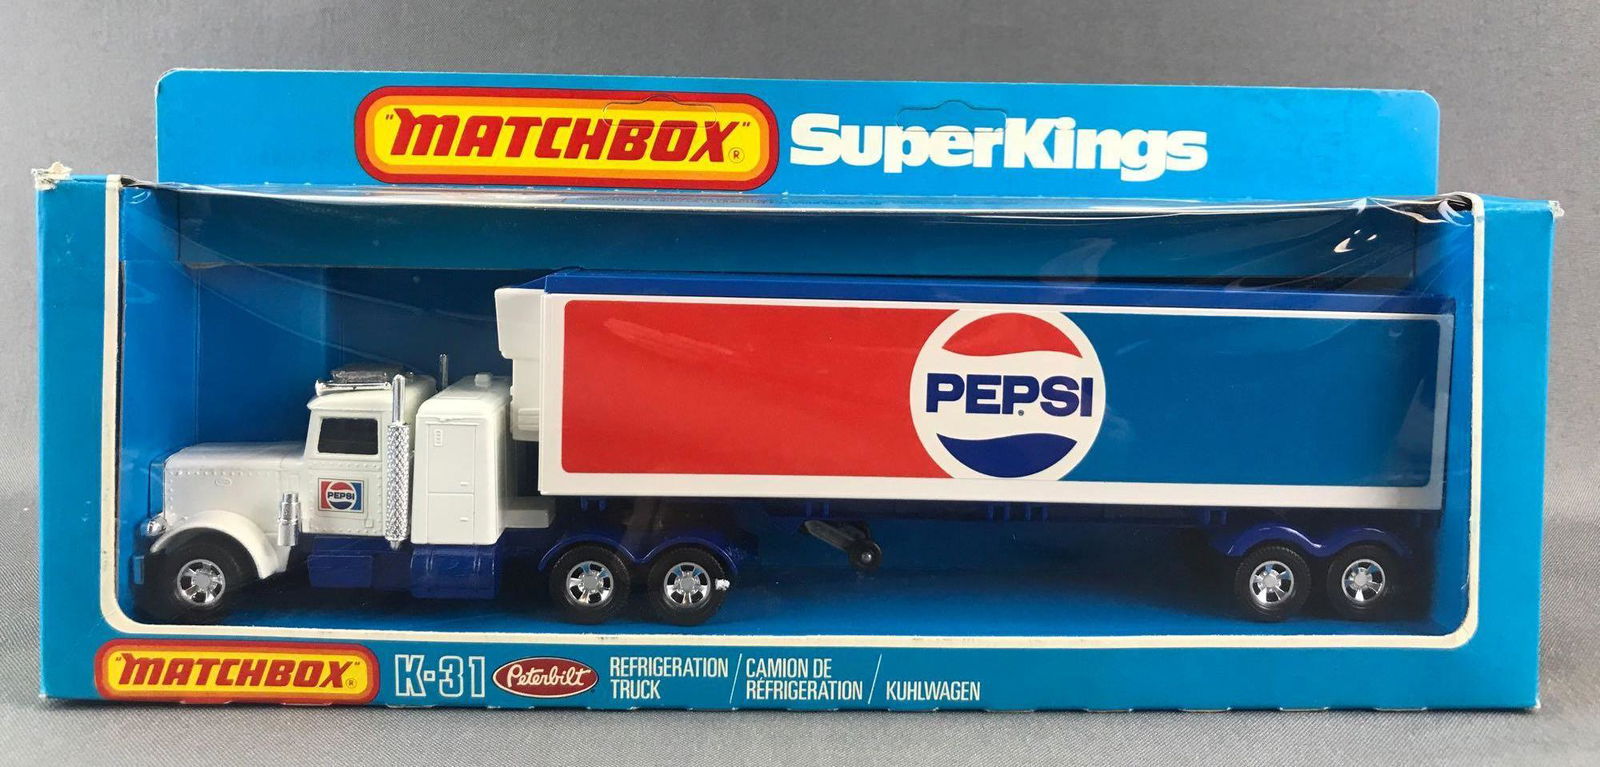 "MATCHBOX"®
SuperKings
PEPSI®
PEPSI
"MATCHBOX"®
K-31
Peterbilt
REFRIGERATION
TRUCK
/ CAMION DE
RÉFRIGÉRATION
/ KUHLWAGEN